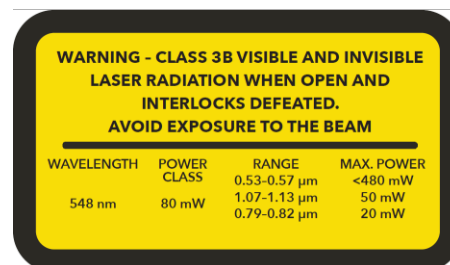 WARNING - CLASS 3B VISIBLE AND INVISIBLE
LASER RADIATION WHEN OPEN AND
INTERLOCKS DEFEATED.
AVOID EXPOSURE TO THE BEAM
WAVELENGTH POWER CLASS RANGE MAX. POWER
548 nm 80 mW 0.53-0.57 µm <480 mW
1.07-1.13 µm 50 mW
0.79-0.82 µm 20 mW